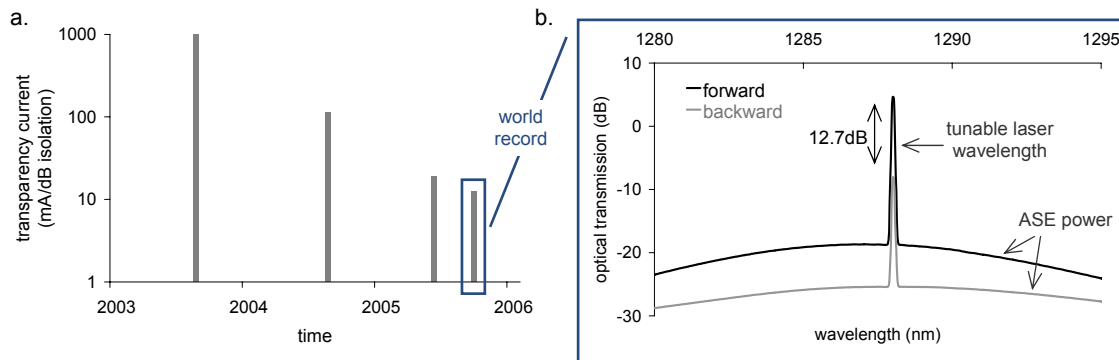 a.
transparency current
(mA/dB isolation)
1000
100
10
1
2003
2004
2005
2006
time
world
record
b.
1280
1285
1290
1295
optical transmission (dB)
10
0
-10
-20
-30
forward
backward
12.7dB
tunable laser
wavelength
ASE power
wavelength (nm)